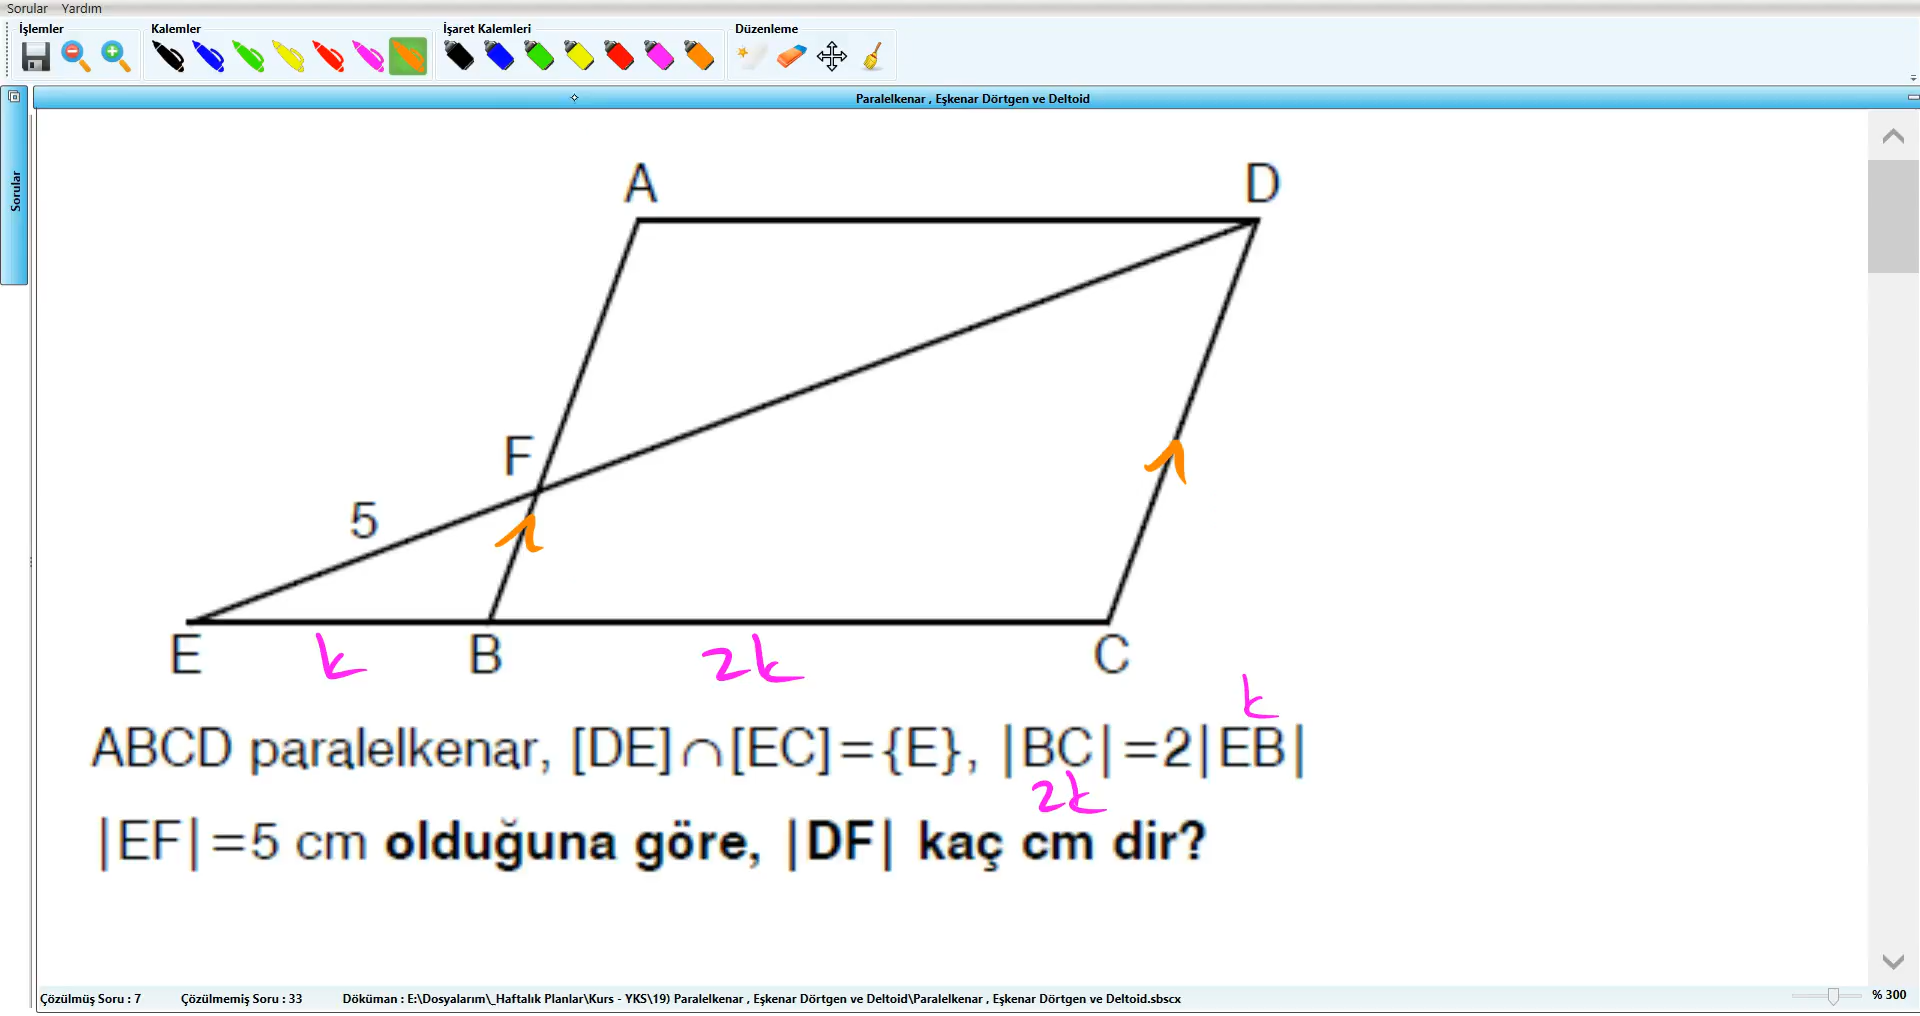 Sorular Yardım
İşlemler Kalemler İşaret Kalemleri Düzenleme
Paralelkenar , Eşkenar Dörtgen ve Deltoid
Sorular
A D
F
5
E B C
k 2k
k
ABCD paralelkenar, [DE]∩[EC]={E}, |BC|=2|EB|
2k
|EF|=5 cm olduğuna göre, |DF| kaç cm dir?
Çözülmüş Soru : 7 Çözülmemiş Soru : 33 Döküman : E:\Dosyalarım\_Haftalık Planlar\Kurs - YKS\19) Paralelkenar , Eşkenar Dörtgen ve Deltoid\Paralelkenar , Eşkenar Dörtgen ve Deltoid.sbscx % 300